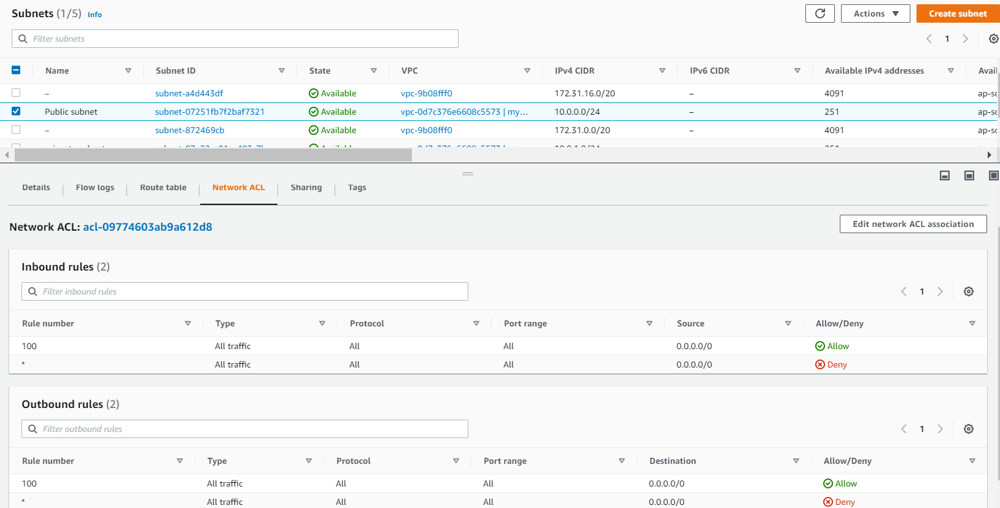 Subnets (1/5) Info
Actions
Create subnet
Filter subnets
1
Name Subnet ID State VPC IPv4 CIDR IPv6 CIDR Available IPv4 addresses Avail
– subnet-a4d443df Available vpc-9b08fff0 172.31.16.0/20 – 4091 ap-so
Public subnet subnet-07251fb7f2baf7321 Available vpc-0d7c376e6608c5573 | my... 10.0.0.0/24 – 251 ap-so
– subnet-872469cb Available vpc-9b08fff0 172.31.0.0/20 – 4091 ap-so
Details Flow logs Route table Network ACL Sharing Tags
Network ACL: acl-09774603ab9a612d8
Edit network ACL association
Inbound rules (2)
Filter inbound rules
1
Rule number Type Protocol Port range Source Allow/Deny
100 All traffic All All 0.0.0.0/0 Allow
* All traffic All All 0.0.0.0/0 Deny
Outbound rules (2)
Filter outbound rules
1
Rule number Type Protocol Port range Destination Allow/Deny
100 All traffic All All 0.0.0.0/0 Allow
* All traffic All All 0.0.0.0/0 Deny